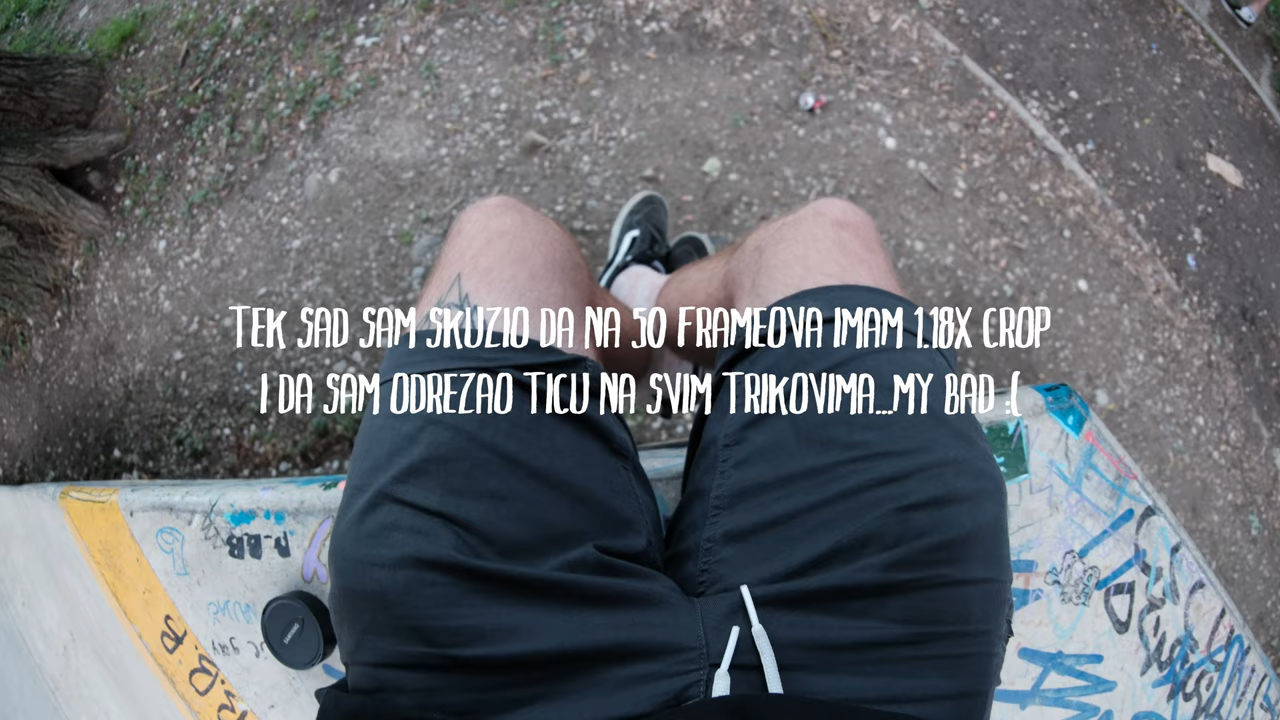 TEK SAD SAM SKUZIO DA NA 50 FRAMEOVA IMAM 1.18X CROP
I DA SAM ODREZAO TICU NA SVIM TRIKOVIMA...MY BAD :(
SAMSUNG